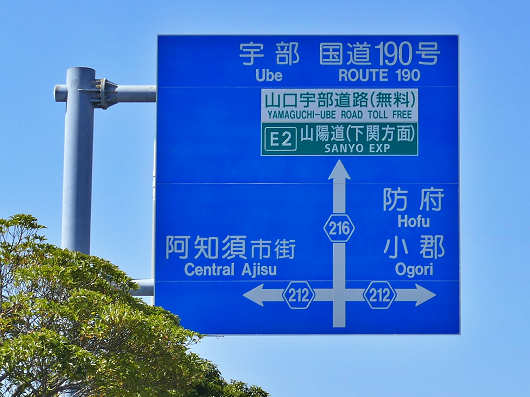 宇部 国道190号
Ube ROUTE 190
山口宇部道路(無料)
YAMAGUCHI-UBE ROAD TOLL FREE
E2 山陽道(下関方面)
SANYO EXP
防府
Hofu
216
阿知須市街
Central Ajisu
小郡
Ogori
212
212